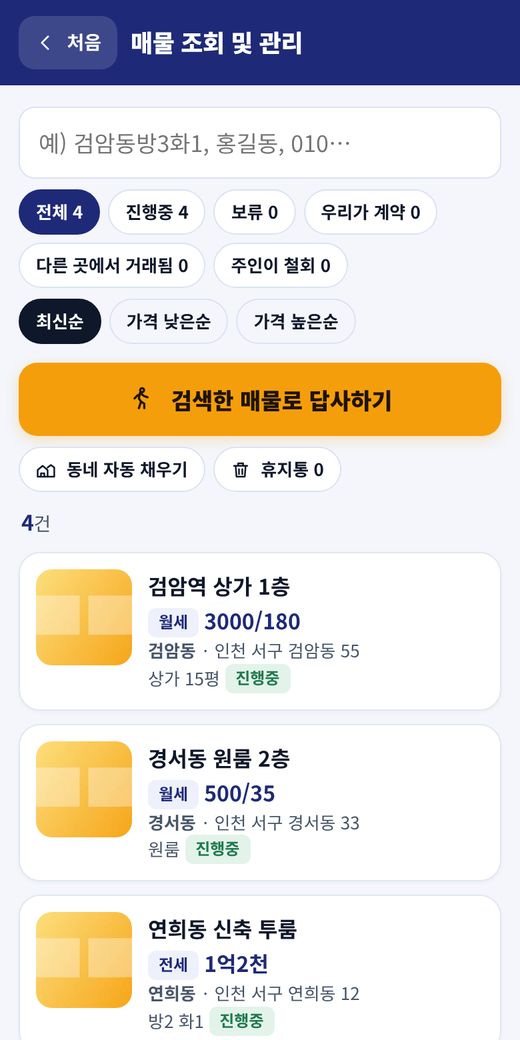 처음 매물 조회 및 관리
예) 검암동방3화1, 홍길동, 010…
전체 4 진행중 4 보류 0 우리가 계약 0
다른 곳에서 거래됨 0 주인이 철회 0
최신순 가격 낮은순 가격 높은순
검색한 매물로 답사하기
동네 자동 채우기 휴지통 0
4건
검암역 상가 1층
월세 3000/180
검암동 · 인천 서구 검암동 55
상가 15평 진행중
경서동 원룸 2층
월세 500/35
경서동 · 인천 서구 경서동 33
원룸 진행중
연희동 신축 투룸
전세 1억2천
연희동 · 인천 서구 연희동 12
방2 화1 진행중